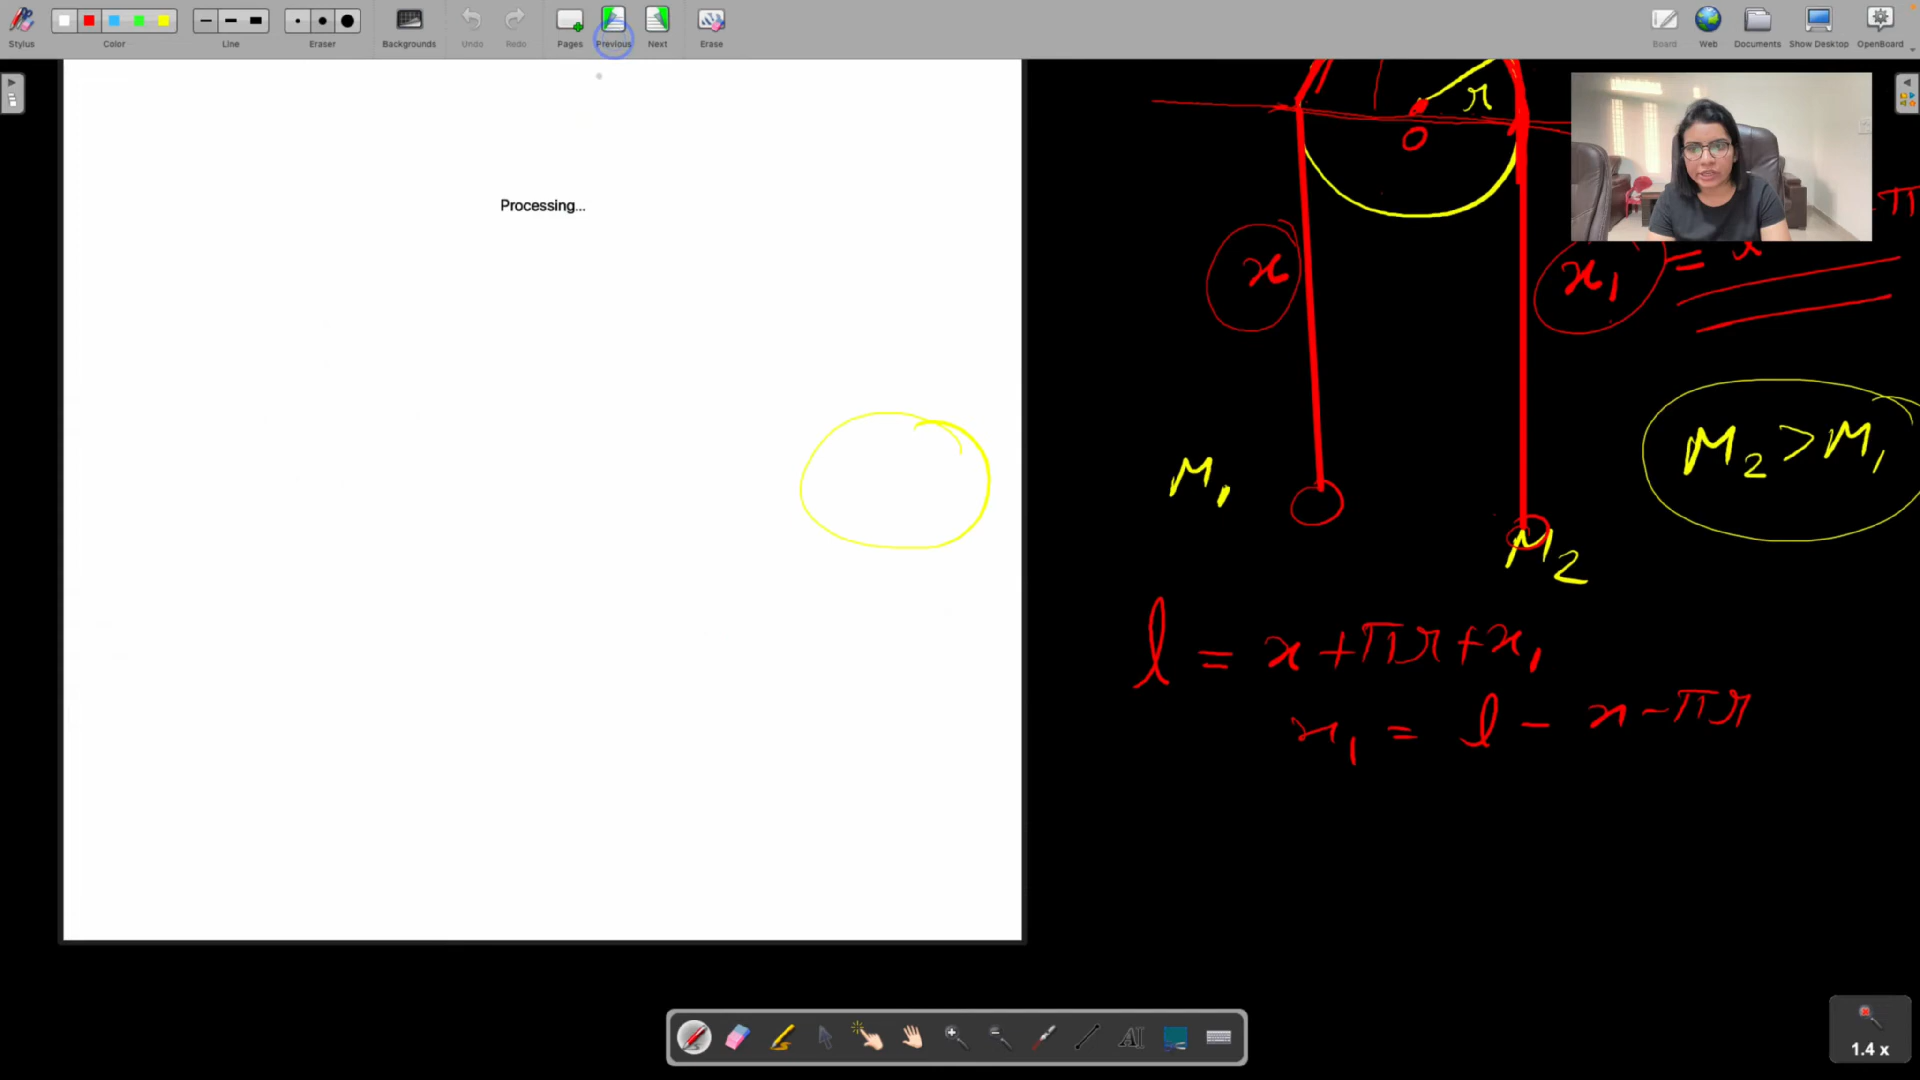 Stylus
Color
Line
Eraser
Backgrounds
Undo
Redo
Pages
Previous
Next
Erase
Board
Web
Documents
Show Desktop
OpenBoard
Processing...
r
O
π
x
x₁ =
M₂ > M₁
M₁
M₂
l = x + πr + x₁
x₁ = l - x - πr
1.4 x